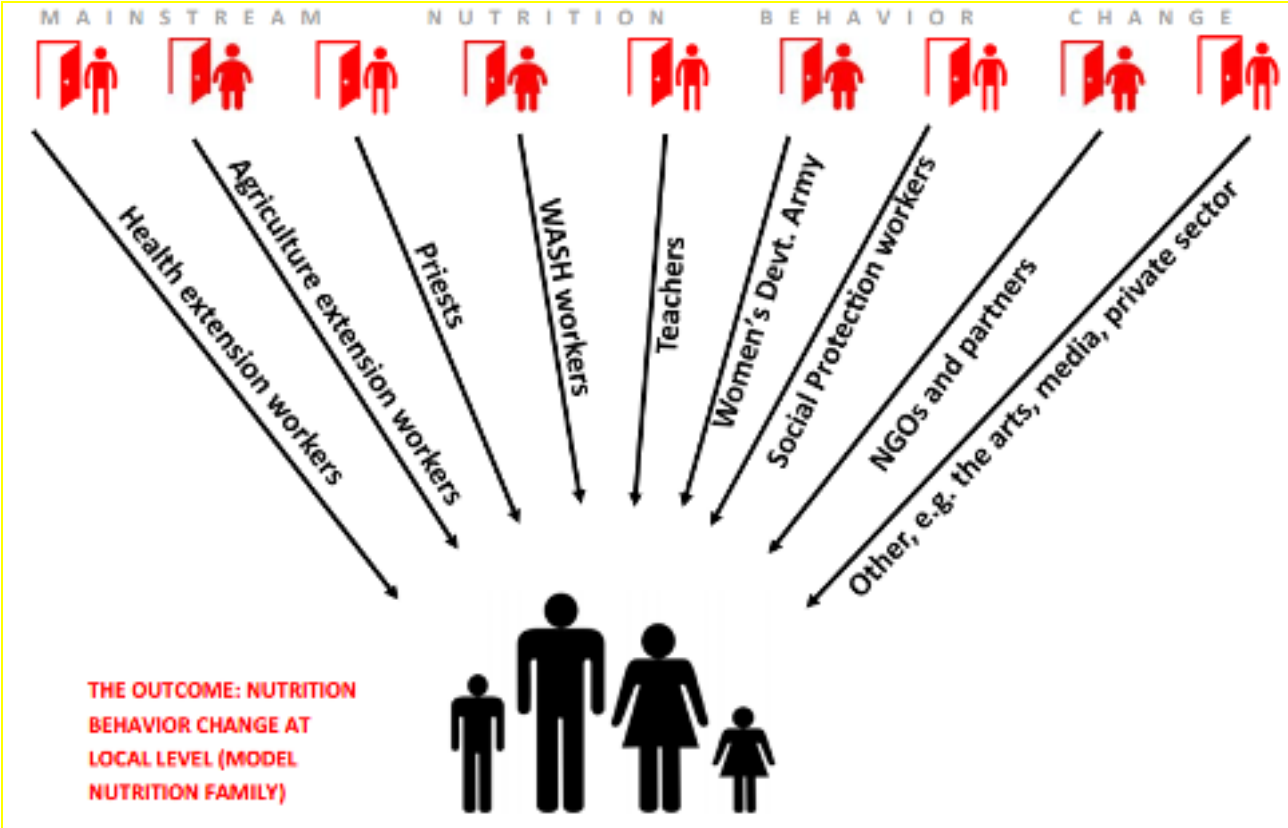 MAINSTREAM NUTRITION BEHAVIOR CHANGE
Health extension workers
Agriculture extension workers
Priests
WASH workers
Teachers
Women's Devt. Army
Social Protection workers
NGOs and partners
Other, e.g. the arts, media, private sector
THE OUTCOME: NUTRITION
BEHAVIOR CHANGE AT
LOCAL LEVEL (MODEL
NUTRITION FAMILY)